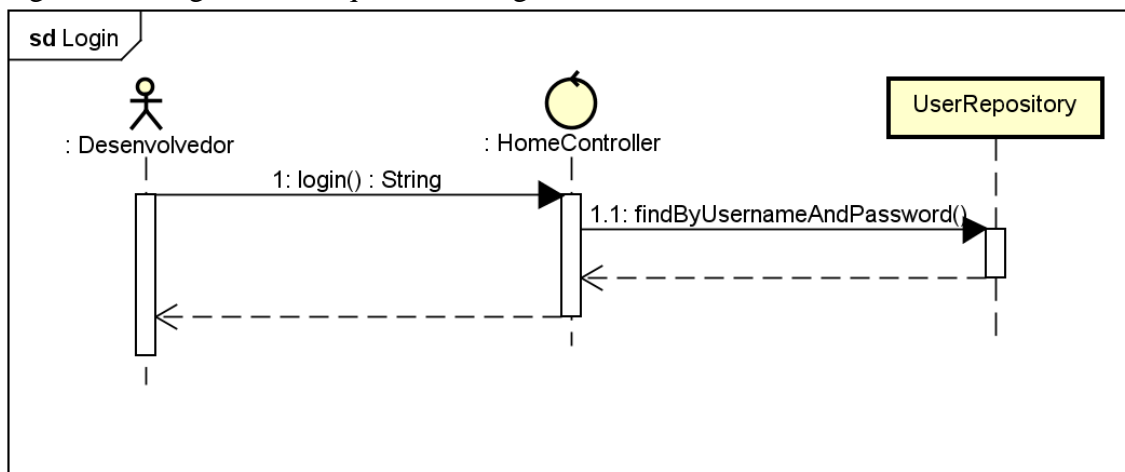 sd Login
: Desenvolvedor
: HomeController
UserRepository
1: login() : String
1.1: findByUsernameAndPassword()